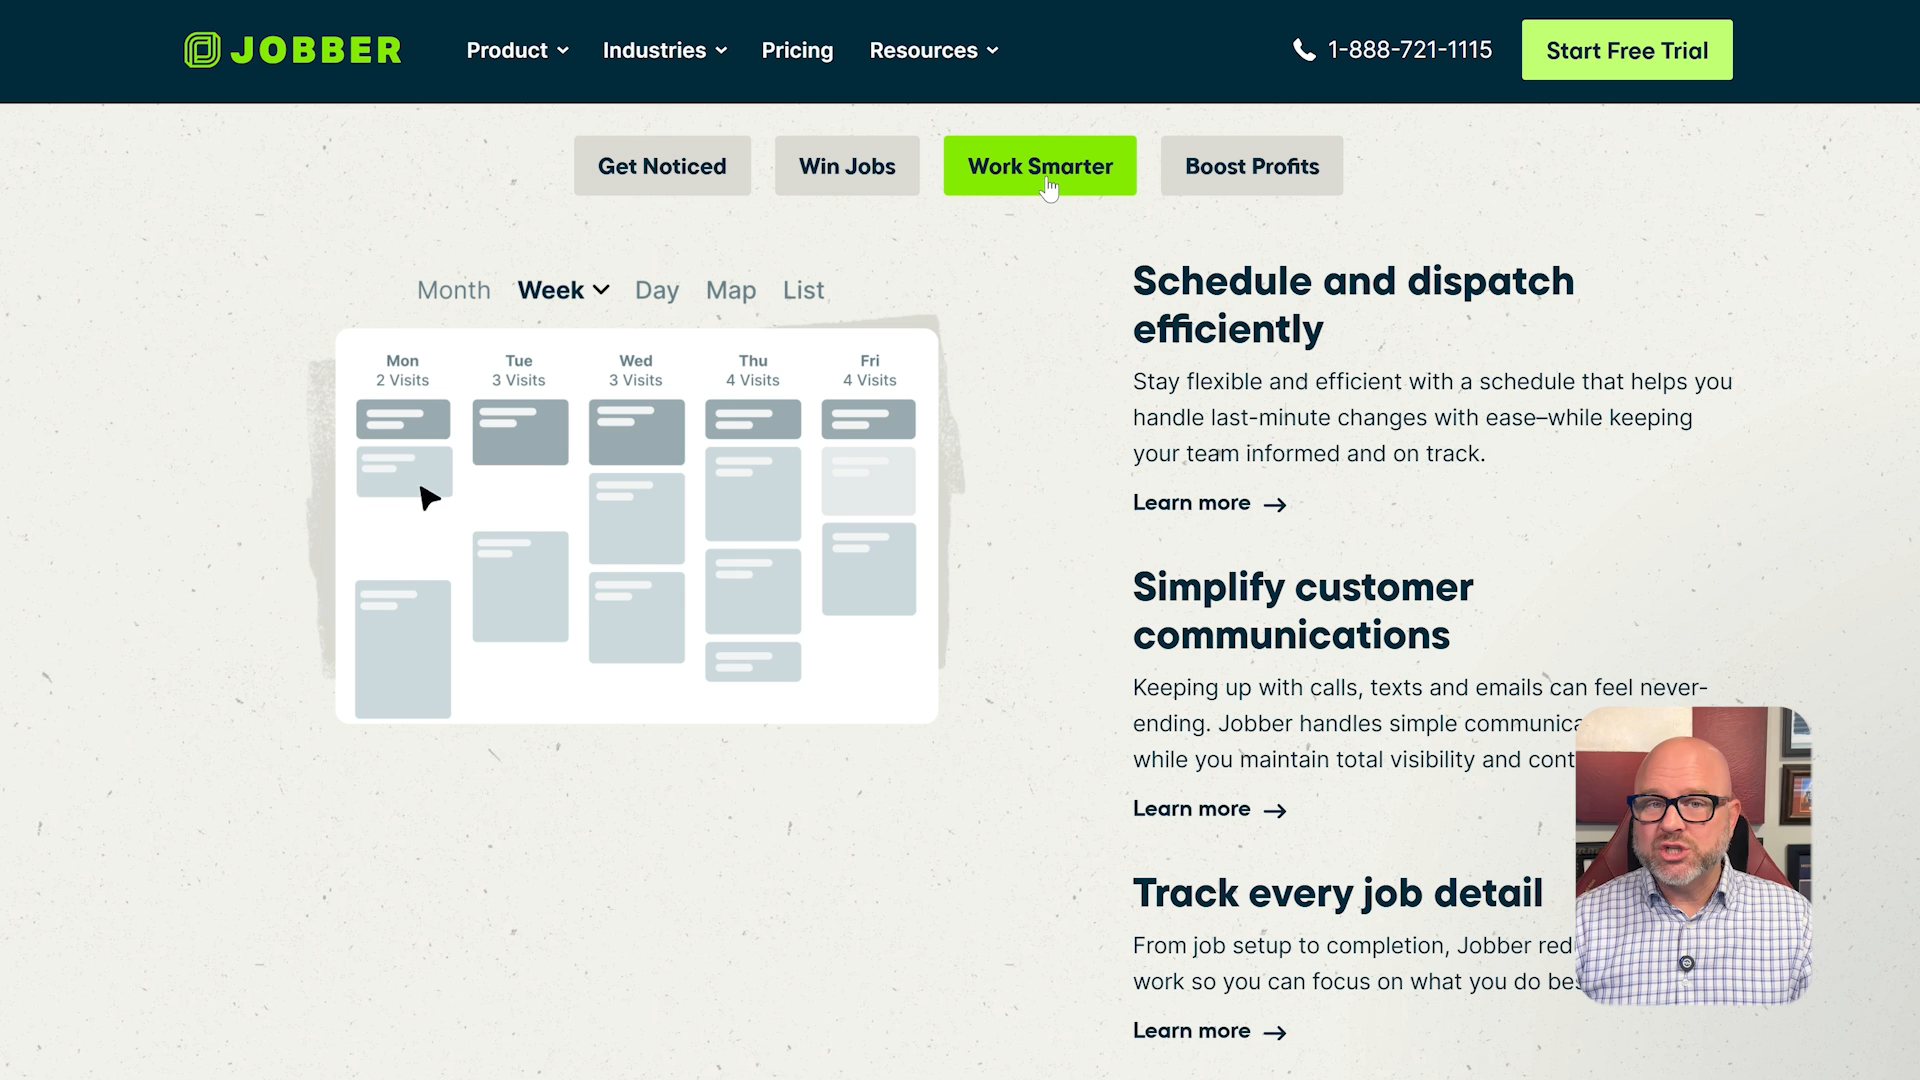 JOBBER
Product
Industries
Pricing
Resources
1-888-721-1115
Start Free Trial
Get Noticed
Win Jobs
Work Smarter
Boost Profits
Month
Week
Day
Map
List
Mon
2 Visits
Tue
3 Visits
Wed
3 Visits
Thu
4 Visits
Fri
4 Visits
Schedule and dispatch
efficiently
Stay flexible and efficient with a schedule that helps you
handle last-minute changes with ease–while keeping
your team informed and on track.
Learn more
Simplify customer
communications
Keeping up with calls, texts and emails can feel never-
ending. Jobber handles simple
while you maintain total visibility and
Learn more
Track every job detail
From job setup to completion, Jobber
work so you can focus on what you do
Learn more